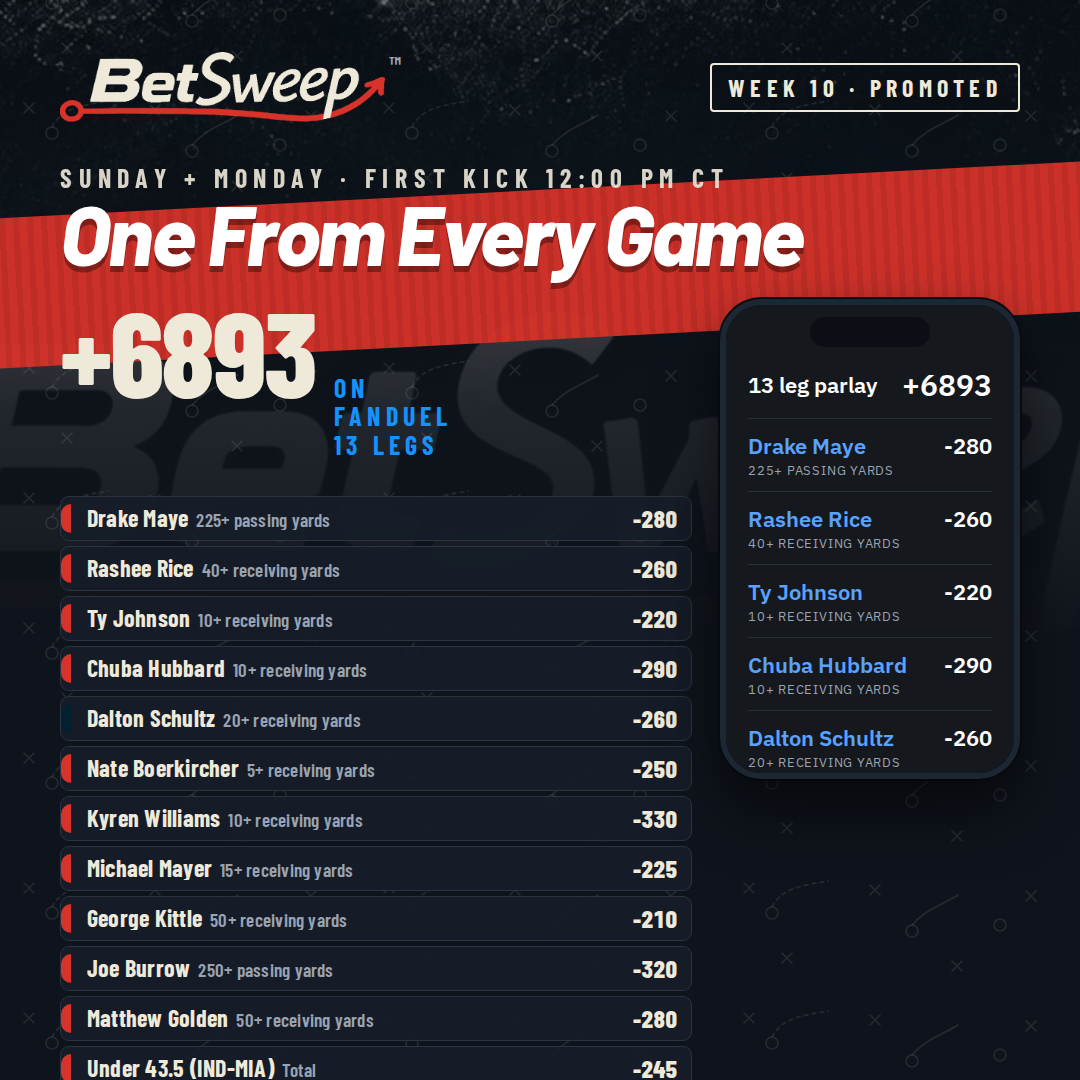 BetSweep™
WEEK 10 · PROMOTED
SUNDAY + MONDAY · FIRST KICK 12:00 PM CT
One From Every Game
+6893
ON
FANDUEL
13 LEGS
Drake Maye 225+ passing yards -280
Rashee Rice 40+ receiving yards -260
Ty Johnson 10+ receiving yards -220
Chuba Hubbard 10+ receiving yards -290
Dalton Schultz 20+ receiving yards -260
Nate Boerkircher 5+ receiving yards -250
Kyren Williams 10+ receiving yards -330
Michael Mayer 15+ receiving yards -225
George Kittle 50+ receiving yards -210
Joe Burrow 250+ passing yards -320
Matthew Golden 50+ receiving yards -280
Under 43.5 (IND-MIA) Total -245
13 leg parlay +6893
Drake Maye -280
225+ PASSING YARDS
Rashee Rice -260
40+ RECEIVING YARDS
Ty Johnson -220
10+ RECEIVING YARDS
Chuba Hubbard -290
10+ RECEIVING YARDS
Dalton Schultz -260
20+ RECEIVING YARDS